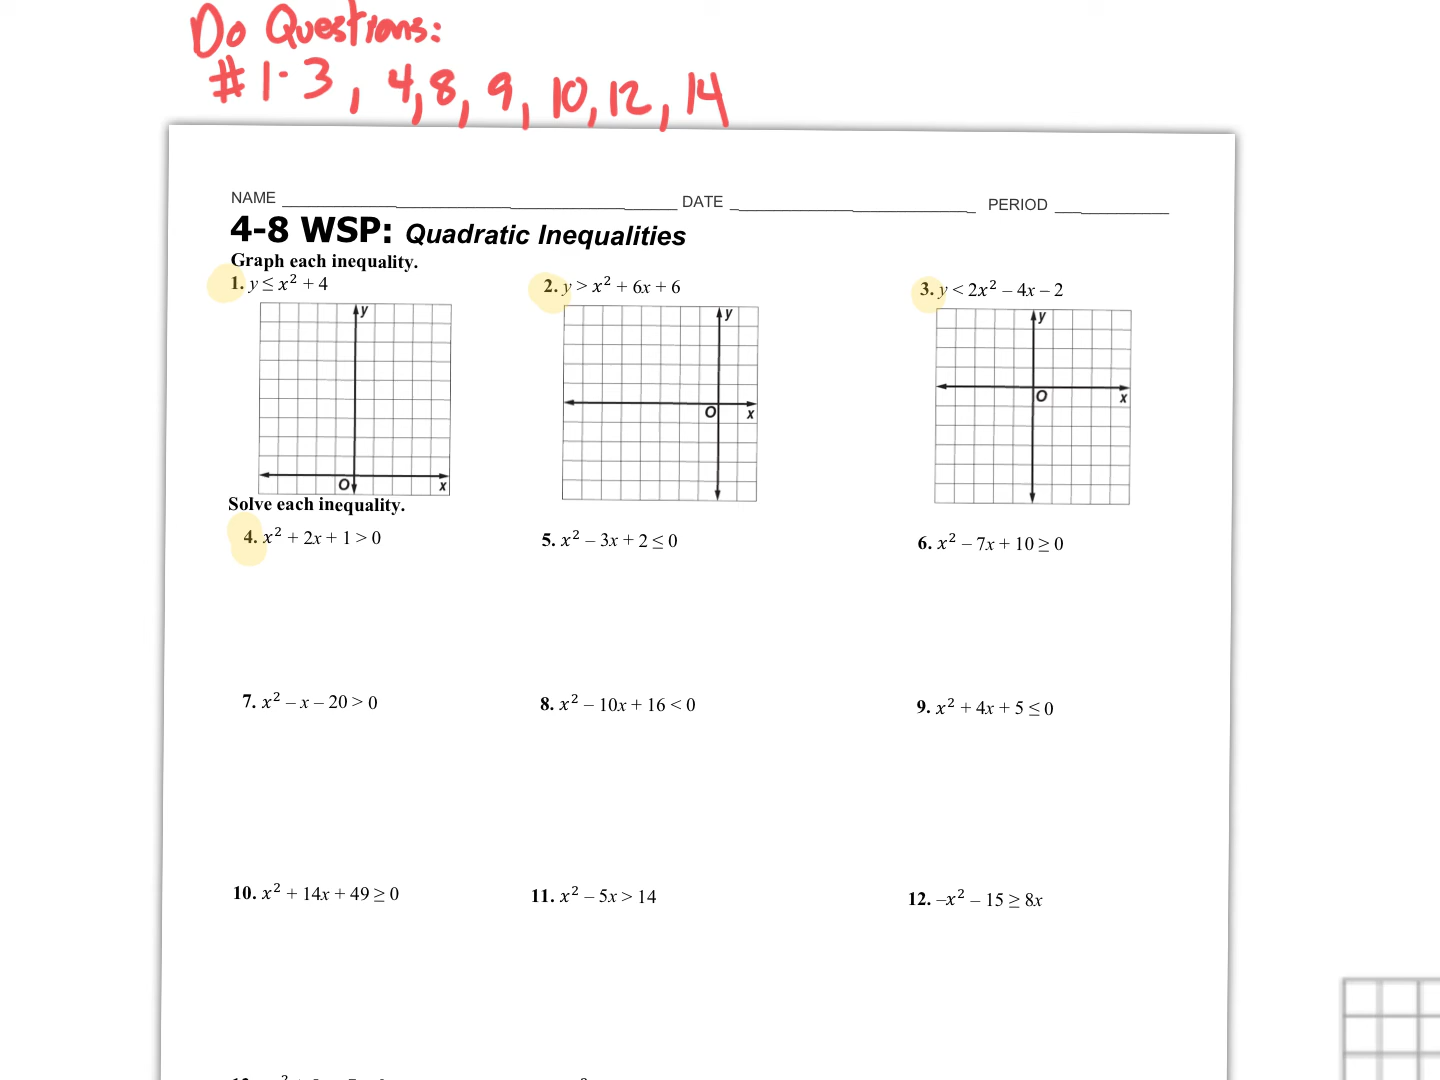 Do Questions:
#1-3, 4, 8, 9, 10, 12, 14
NAME DATE PERIOD
4-8 WSP: Quadratic Inequalities
Graph each inequality.
1. y ≤ x² + 4 2. y > x² + 6x + 6 3. y < 2x² – 4x – 2
y y y
O x O x O x
Solve each inequality.
4. x² + 2x + 1 > 0 5. x² – 3x + 2 ≤ 0 6. x² – 7x + 10 ≥ 0
7. x² – x – 20 > 0 8. x² – 10x + 16 < 0 9. x² + 4x + 5 ≤ 0
10. x² + 14x + 49 ≥ 0 11. x² – 5x > 14 12. –x² – 15 ≥ 8x